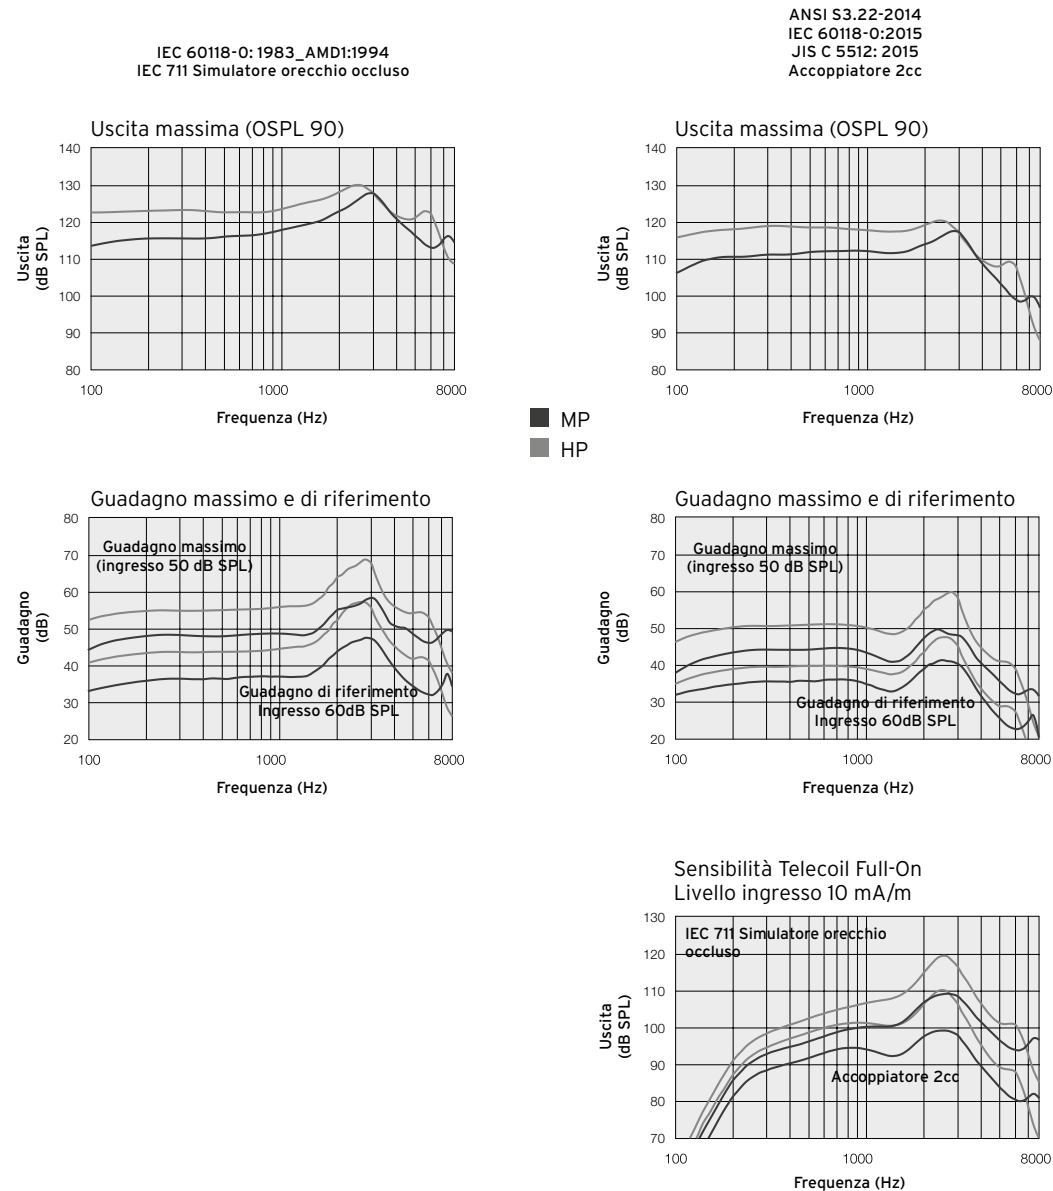 IEC 60118-0: 1983_AMD1:1994
IEC 711 Simulatore orecchio occluso
ANSI S3.22-2014
IEC 60118-0:2015
JIS C 5512: 2015
Accoppiatore 2cc
Uscita massima (OSPL 90)
140
130
120
110
100
90
80
Uscita
(dB SPL)
100
1000
8000
Frequenza (Hz)
Uscita massima (OSPL 90)
140
130
120
110
100
90
80
Uscita
(dB SPL)
100
1000
8000
Frequenza (Hz)
MP
HP
Guadagno massimo e di riferimento
80
70
60
50
40
30
20
Guadagno
(dB)
Guadagno massimo
(ingresso 50 dB SPL)
Guadagno di riferimento
Ingresso 60dB SPL
100
1000
8000
Frequenza (Hz)
Guadagno massimo e di riferimento
80
70
60
50
40
30
20
Guadagno
(dB)
Guadagno massimo
(ingresso 50 dB SPL)
Guadagno di riferimento
Ingresso 60dB SPL
100
1000
8000
Frequenza (Hz)
Sensibilità Telecoil Full-On
Livello ingresso 10 mA/m
130
120
110
100
90
80
70
Uscita
(dB SPL)
IEC 711 Simulatore orecchio
occluso
Accoppiatore 2cc
100
1000
8000
Frequenza (Hz)